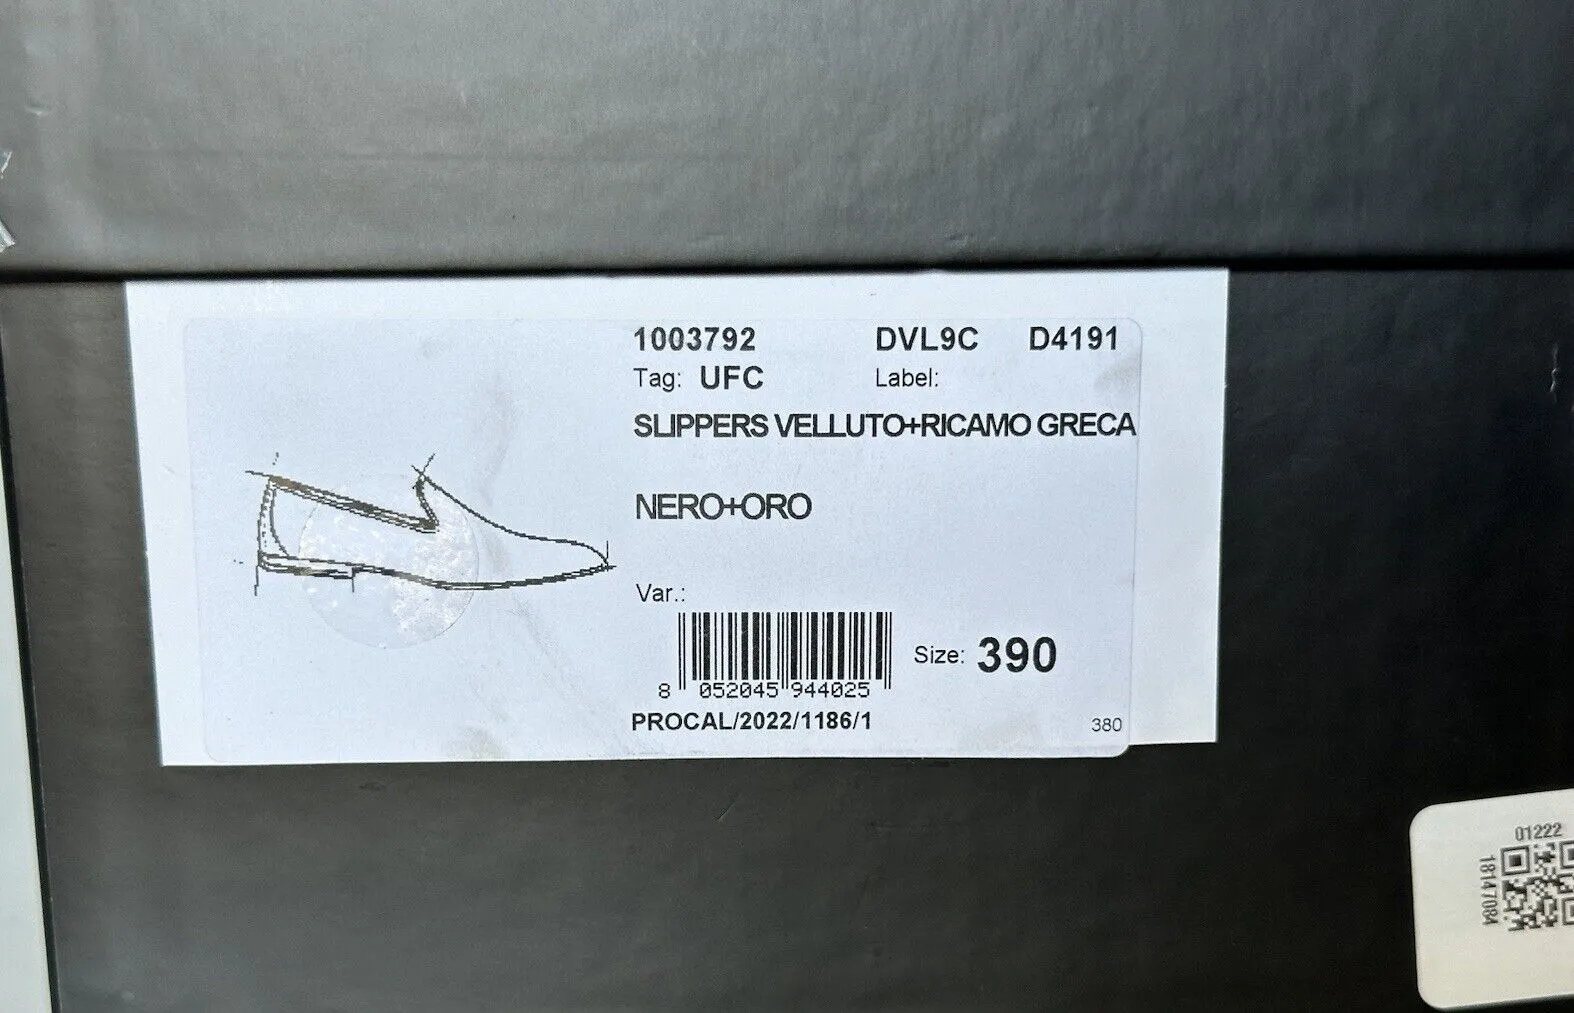 1003792 DVL9C D4191
Tag: UFC Label:
SLIPPERS VELLUTO+RICAMO GRECA
NERO+ORO
Var.:
Size: 390
8 052045 944025
PROCAL/2022/1186/1
380
01222
18147084